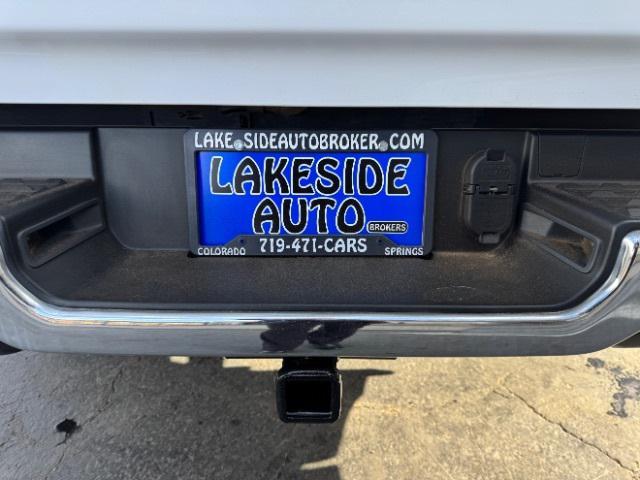 LAKESIDEAUTOBROKER.COM
LAKESIDE
AUTO
BROKERS
719-471-CARS
COLORADO SPRINGS